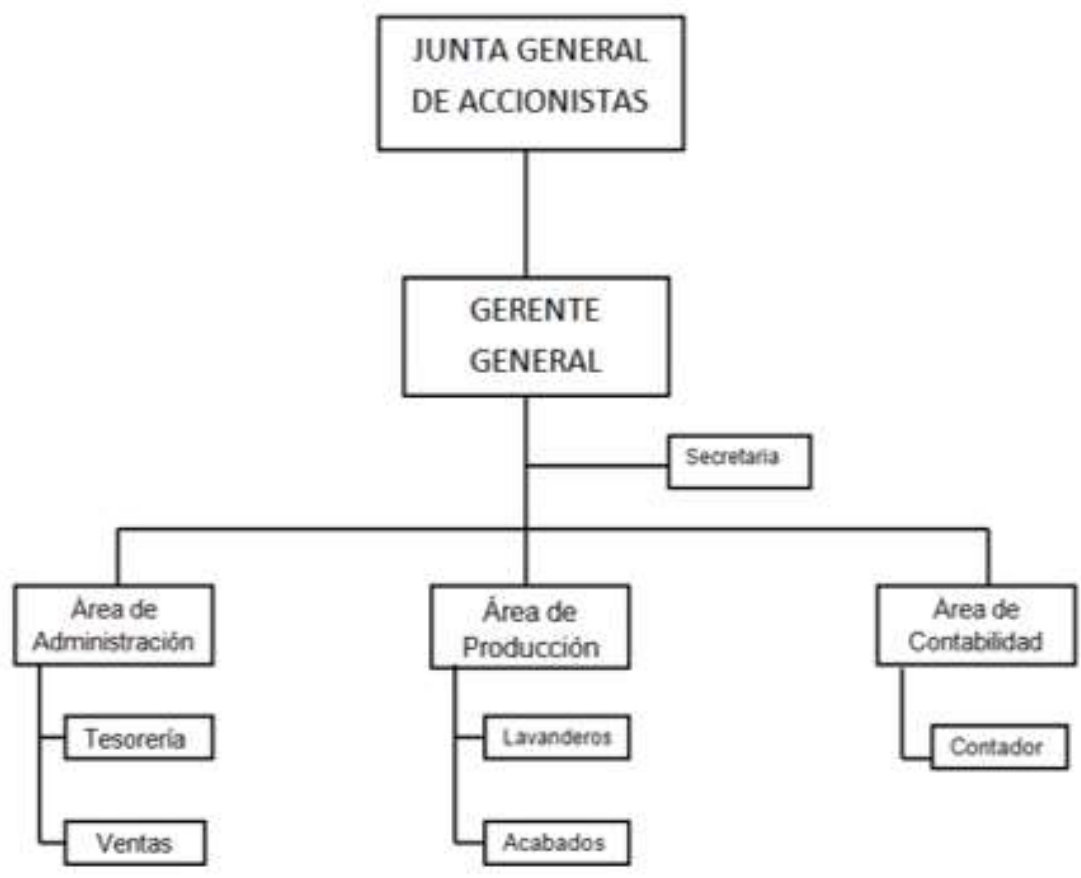 JUNTA GENERAL
DE ACCIONISTAS
GERENTE
GENERAL
Secretaria
Área de
Administración
Área de
Producción
Área de
Contabilidad
Tesorería
Lavanderos
Contador
Ventas
Acabados